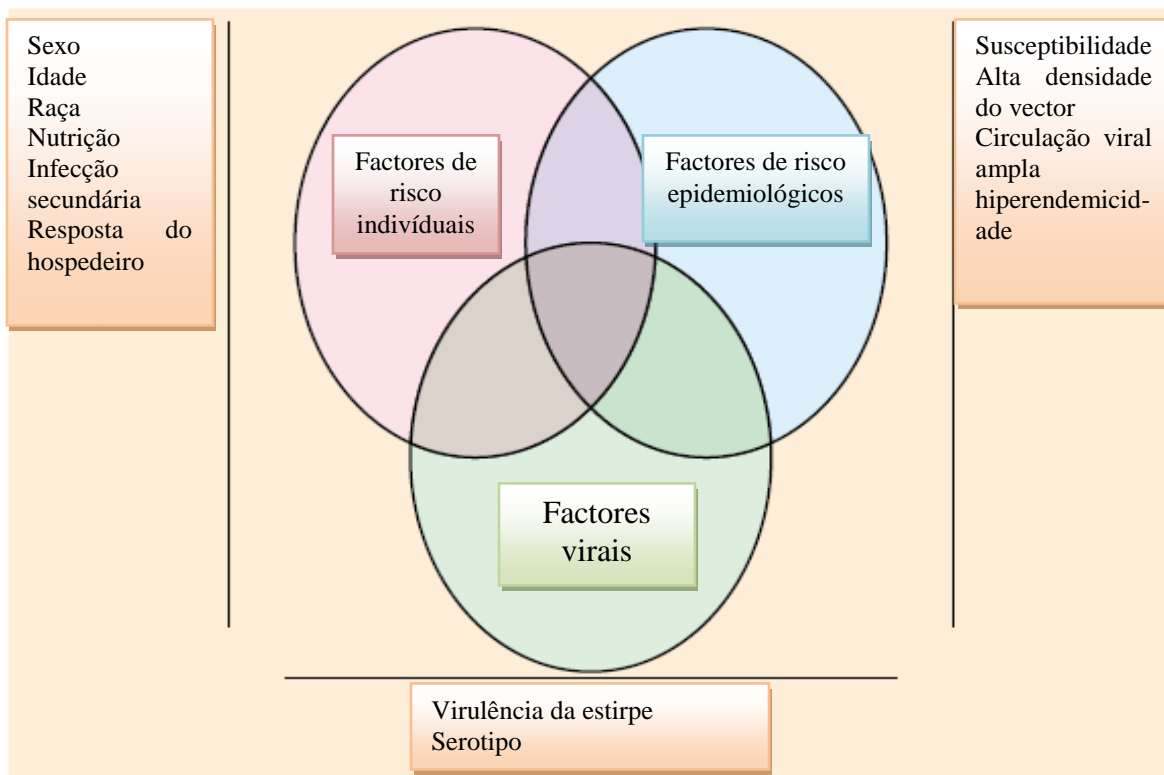 Sexo
Idade
Raça
Nutrição
Infecção
secundária
Resposta do
hospedeiro
Factores de
risco
indivíduais
Factores de risco
epidemiológicos
Susceptibilidade
Alta densidade
do vector
Circulação viral
ampla
hiperendemicid-
ade
Factores
virais
Virulência da estirpe
Serotipo